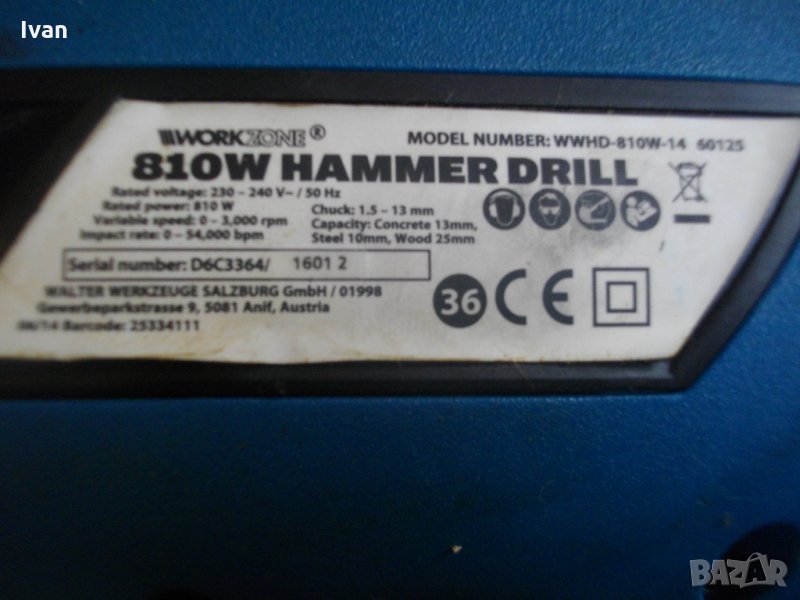 Ivan
WORKZONE®
MODEL NUMBER: WWHD-810W-14 60125
810W HAMMER DRILL
Rated voltage: 230 – 240 V~ / 50 Hz
Rated power: 810 W
Variable speed: 0 – 3,000 rpm
Impact rate: 0 – 54,000 bpm
Chuck: 1.5 – 13 mm
Capacity: Concrete 13mm,
Steel 10mm, Wood 25mm
Serial number: D6C3364/ 1601 2
WALTER WERKZEUGE SALZBURG GmbH / 01998
Gewerbeparkstrasse 9, 5081 Anif, Austria
/14 Barcode: 25334111
36 CE
BAZAR